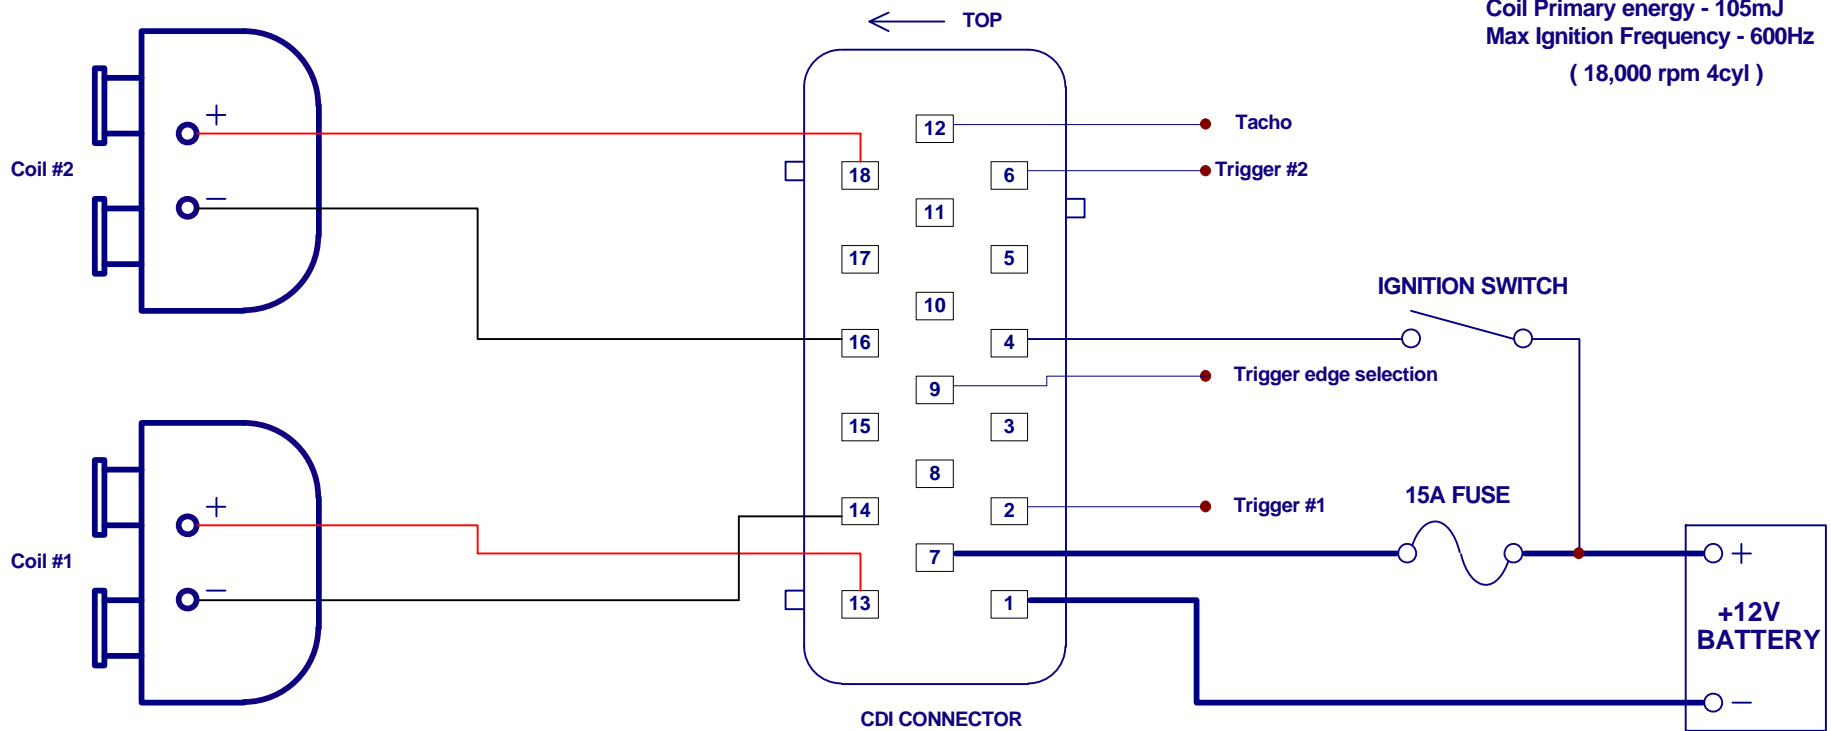 Coil Primary energy - 105mJ
Max Ignition Frequency - 600Hz
( 18,000 rpm 4cyl )
TOP
12
Tacho
+
Coil #2
18
6
Trigger #2
−
11
17
5
IGNITION SWITCH
10
16
4
Trigger edge selection
9
15
3
8
15A FUSE
+
14
2
Trigger #1
Coil #1
7
+
−
13
1
+12V
BATTERY
−
CDI CONNECTOR